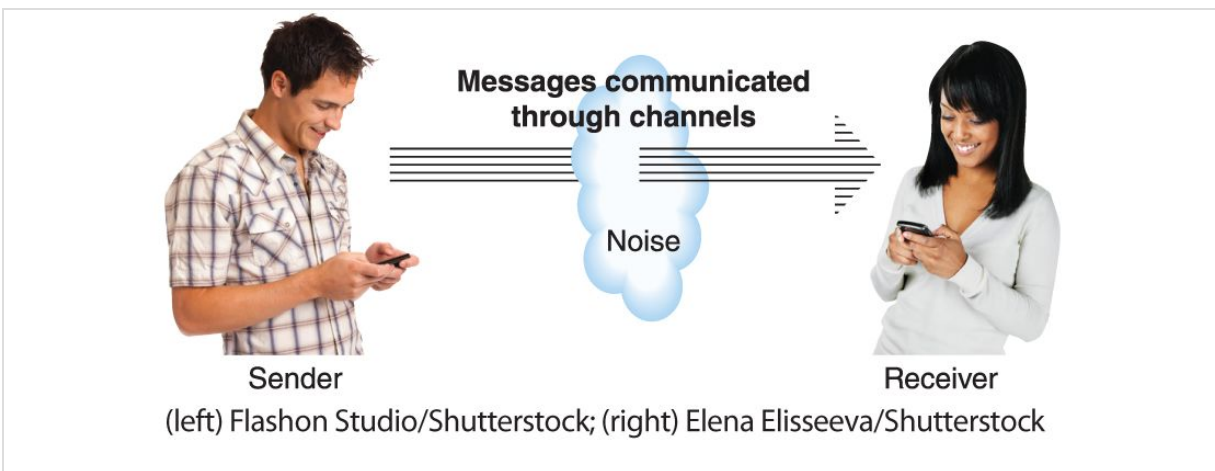 Messages communicated
through channels
Noise
Sender
Receiver
(left) Flashon Studio/Shutterstock; (right) Elena Elisseeva/Shutterstock